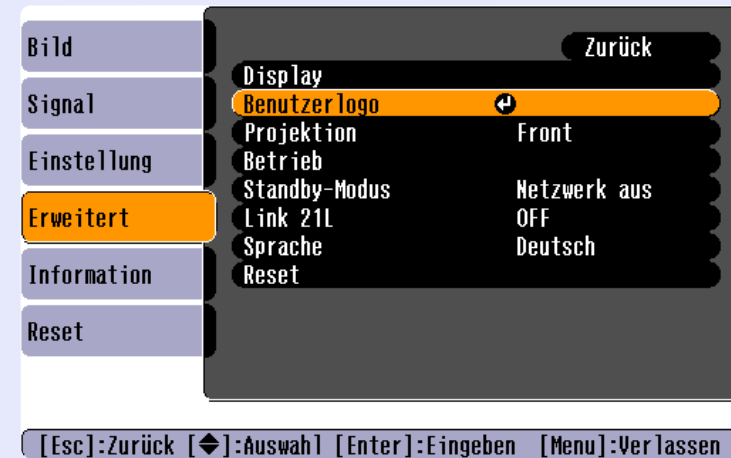 Bild
Signal
Einstellung
Erweitert
Information
Reset
Zurück
Display
Benutzerlogo
Projektion Front
Betrieb
Standby-Modus Netzwerk aus
Link 21L OFF
Sprache Deutsch
Reset
[Esc]:Zurück [◆]:Auswahl [Enter]:Eingeben [Menu]:Verlassen